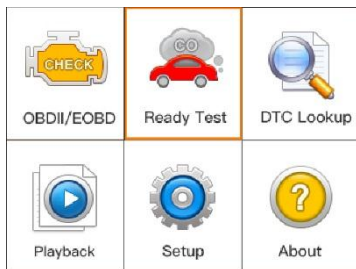 CHECK
CO
OBDII/EOBD
Ready Test
DTC Lookup
?
Playback
Setup
About